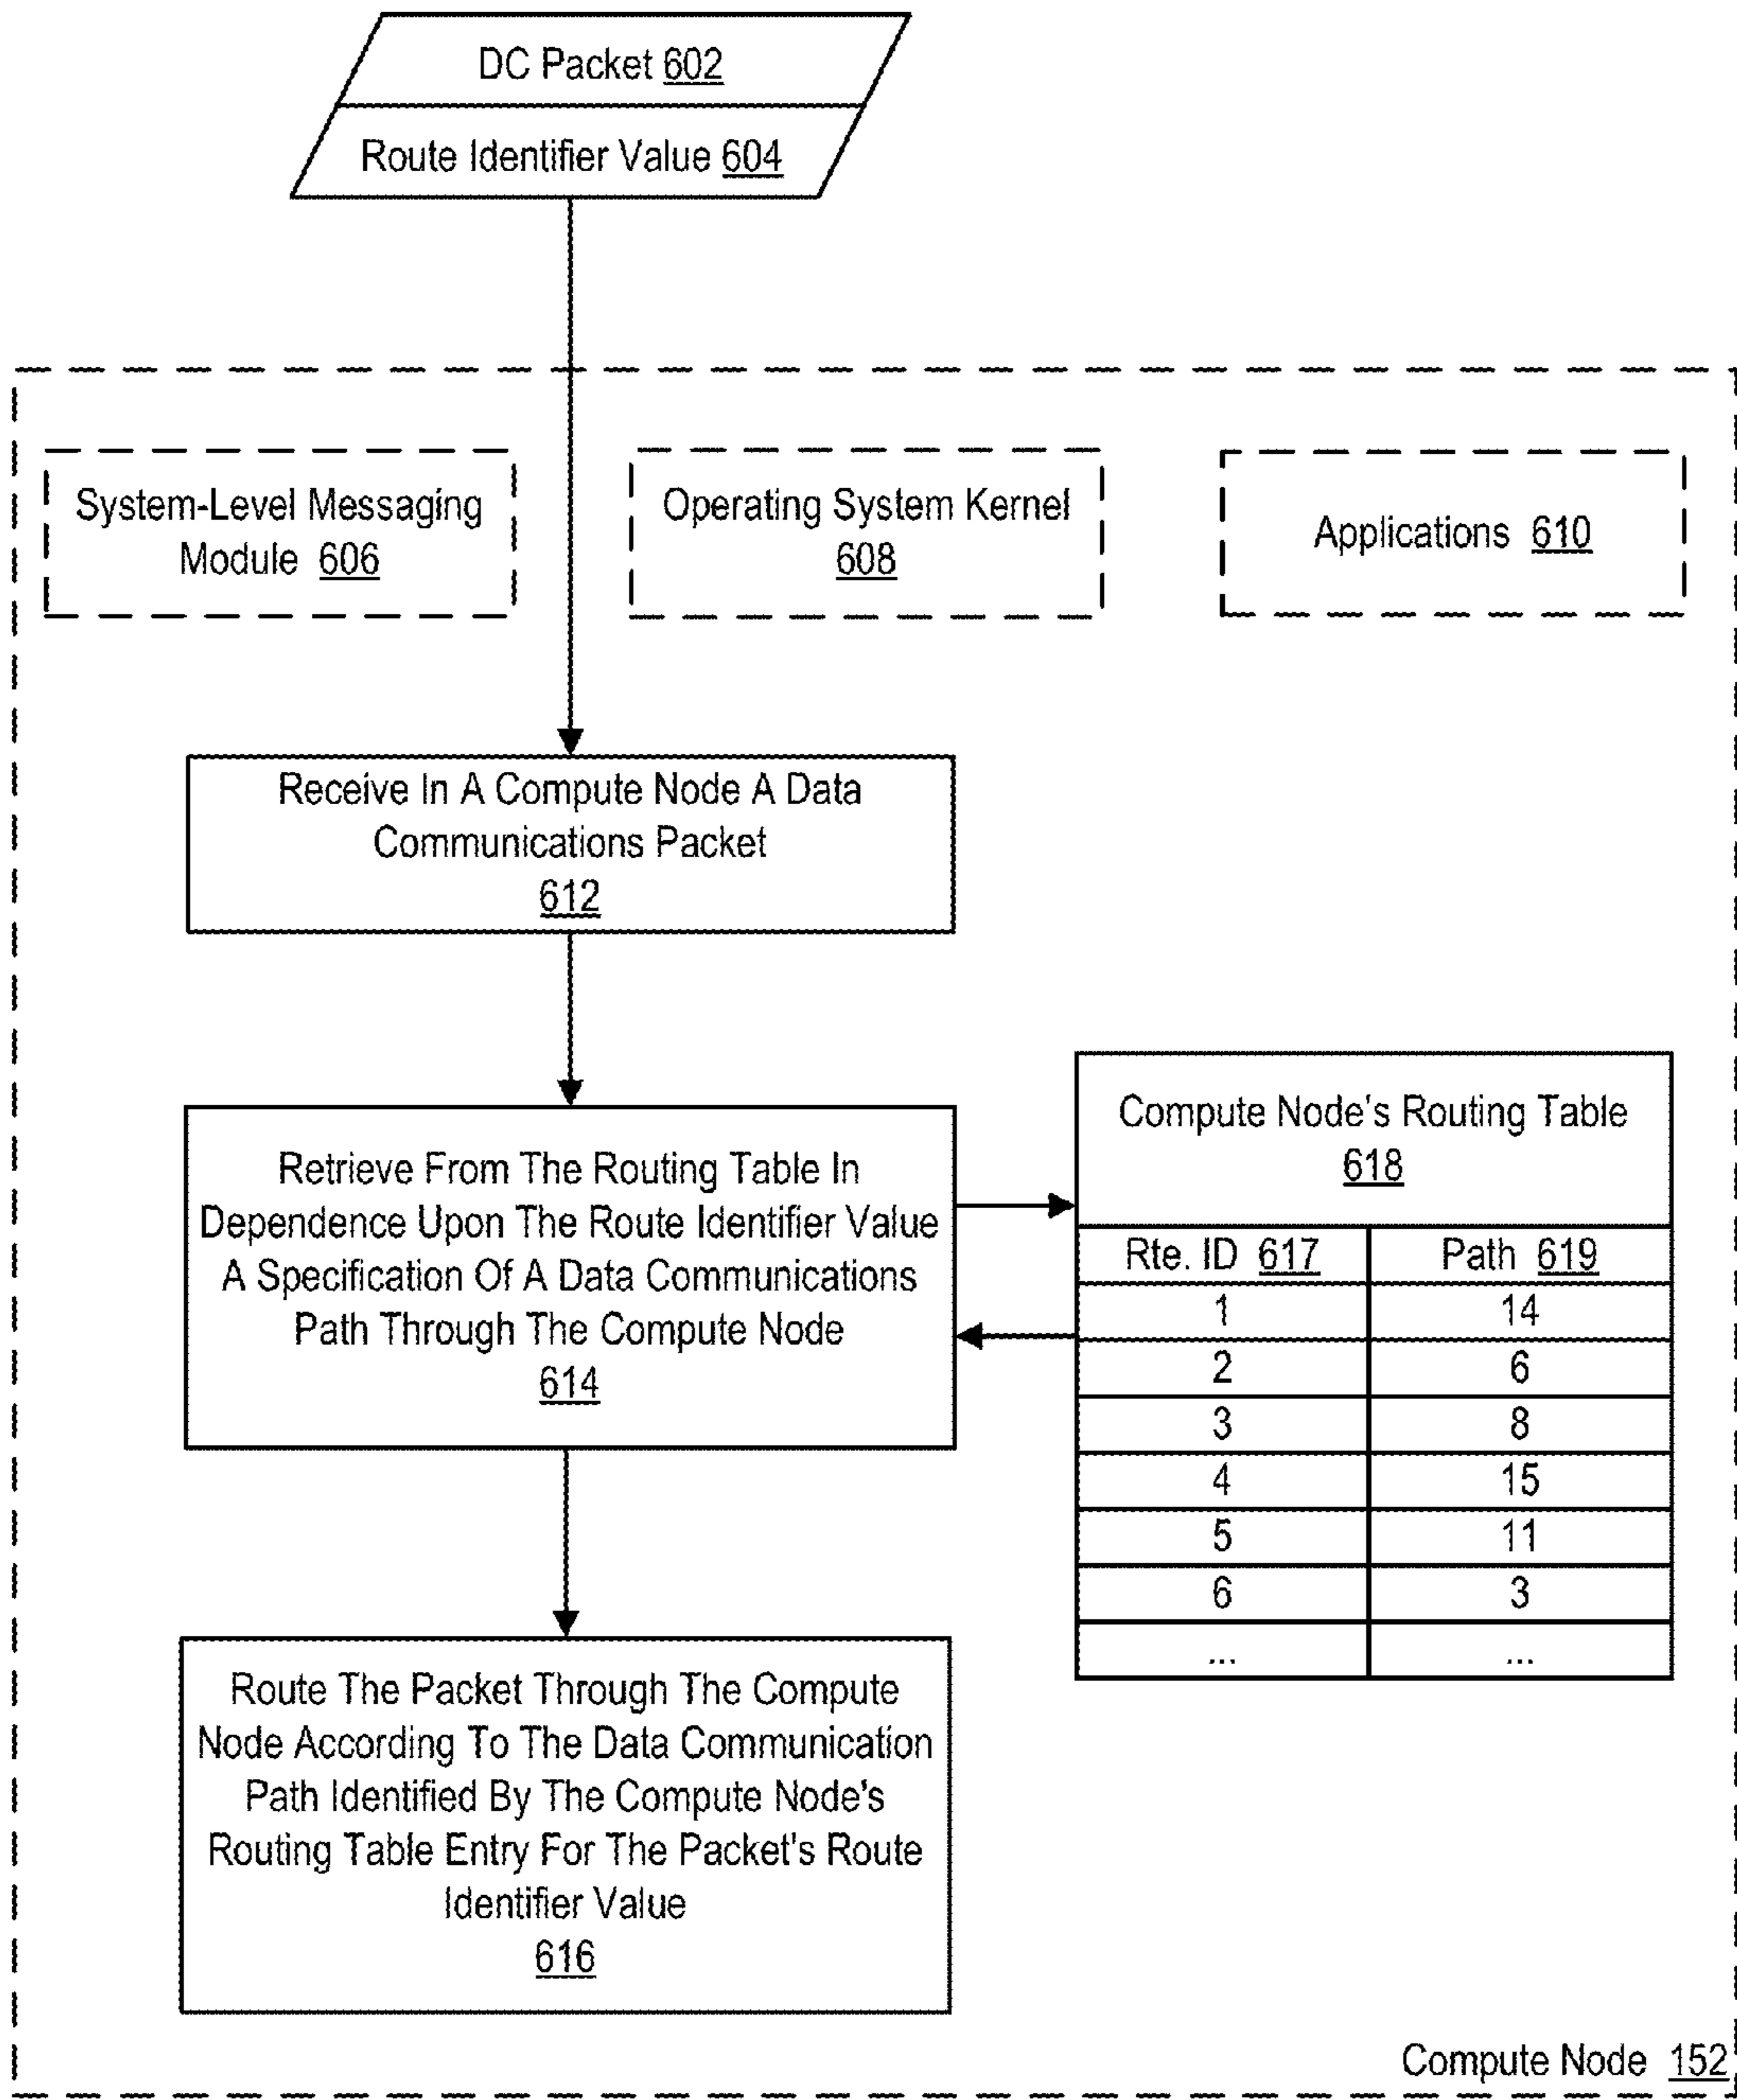 DC Packet 602
Route Identifier Value 604
System-Level Messaging
Module 606
Operating System Kernel
608
Applications 610
Receive In A Compute Node A Data
Communications Packet
612
Retrieve From The Routing Table In
Dependence Upon The Route Identifier Value
A Specification Of A Data Communications
Path Through The Compute Node
614
Compute Node's Routing Table
618
Rte. ID 617 Path 619
1 14
2 6
3 8
4 15
5 11
6 3
... ...
Route The Packet Through The Compute
Node According To The Data Communication
Path Identified By The Compute Node's
Routing Table Entry For The Packet's Route
Identifier Value
616
Compute Node 152